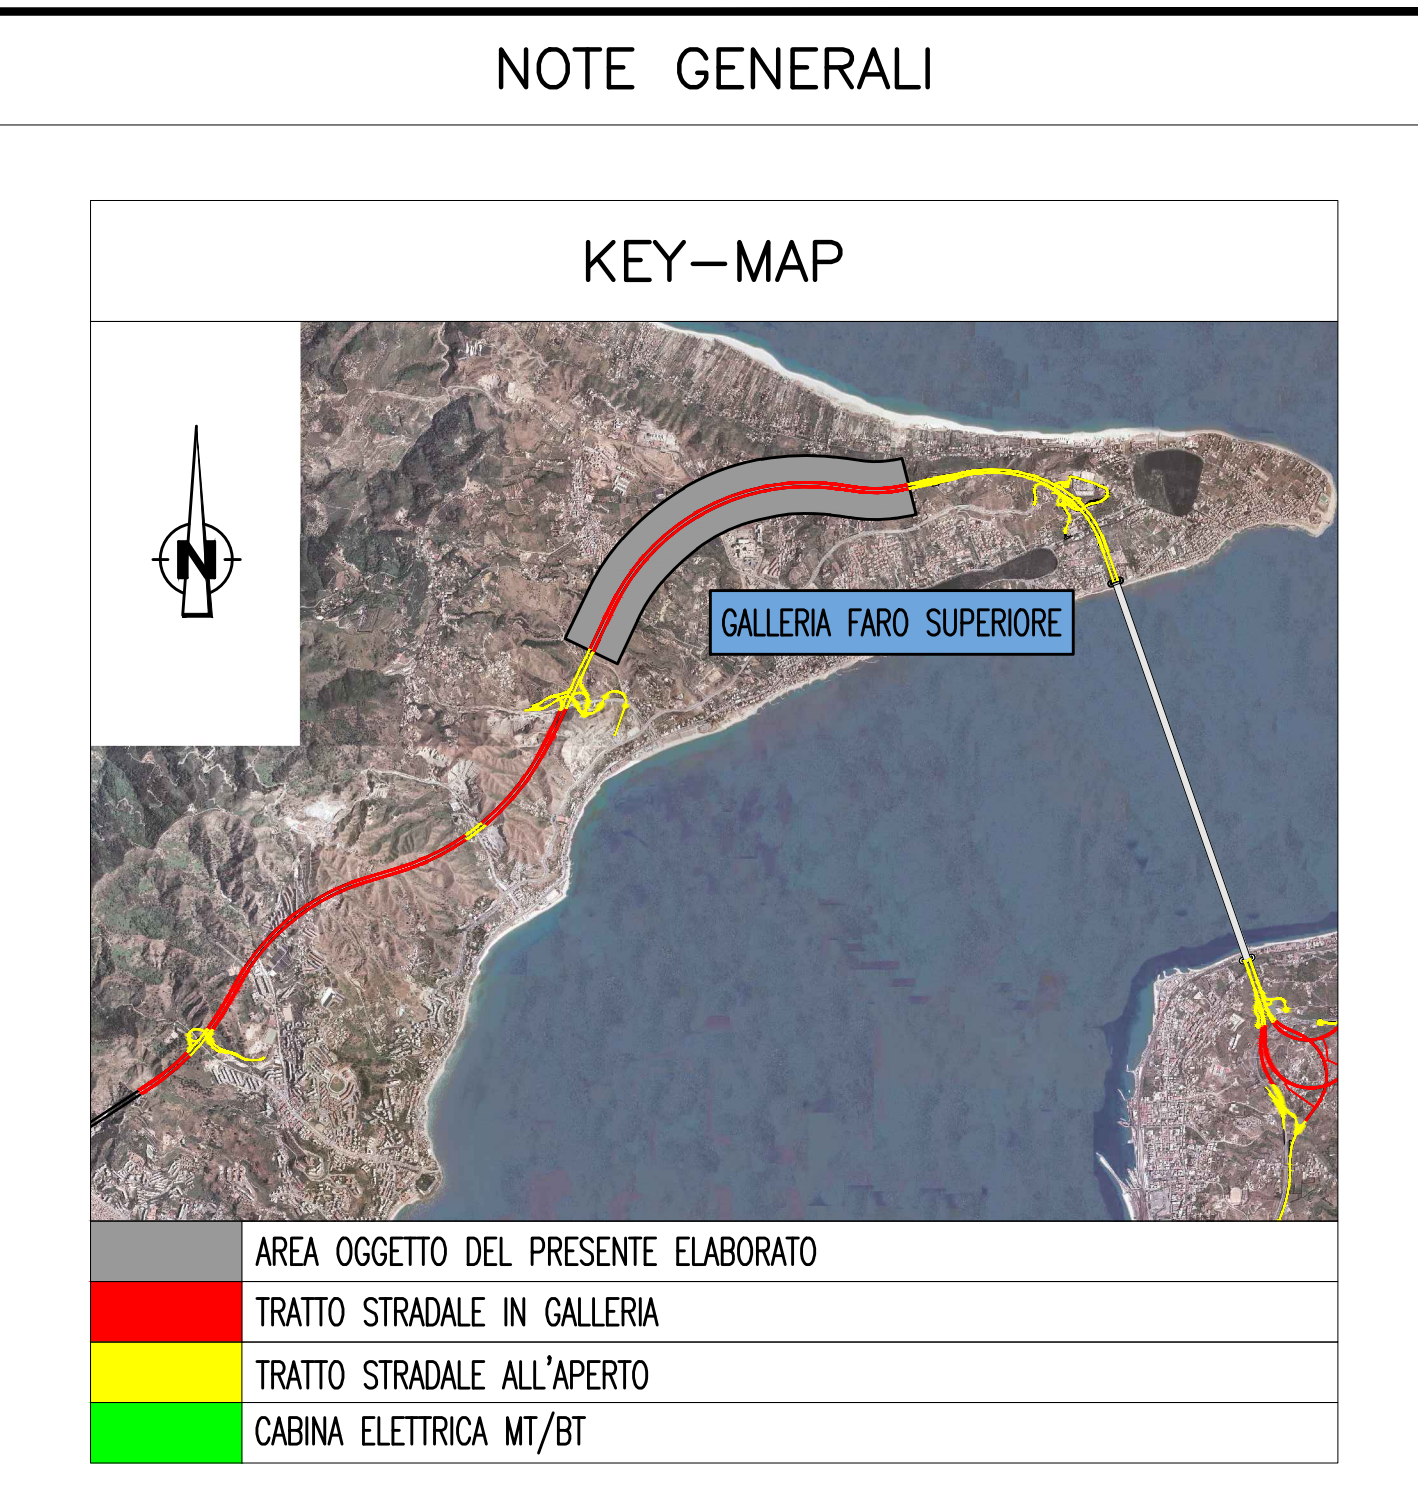 NOTE GENERALI
KEY-MAP
N
GALLERIA FARO SUPERIORE
AREA OGGETTO DEL PRESENTE ELABORATO
TRATTO STRADALE IN GALLERIA
TRATTO STRADALE ALL'APERTO
CABINA ELETTRICA MT/BT